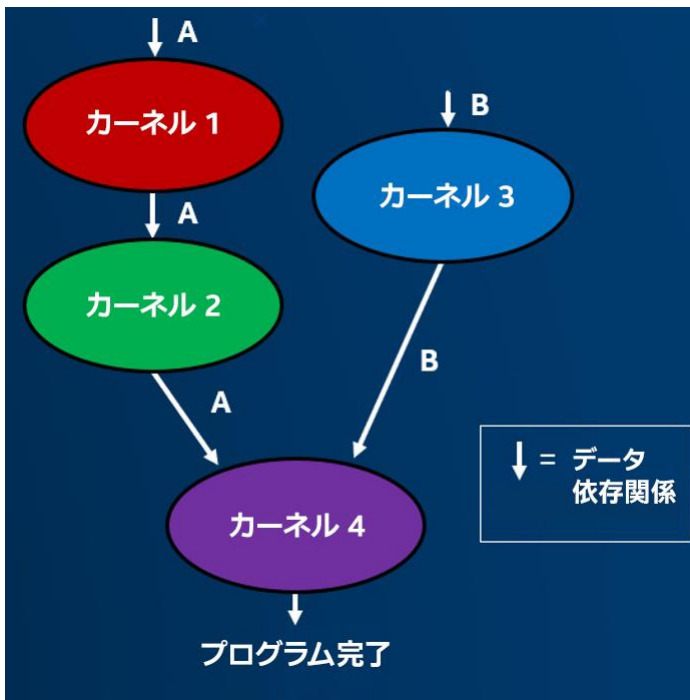 A
カーネル 1
B
A
カーネル 3
カーネル 2
B
A
= データ
依存関係
カーネル 4
プログラム完了